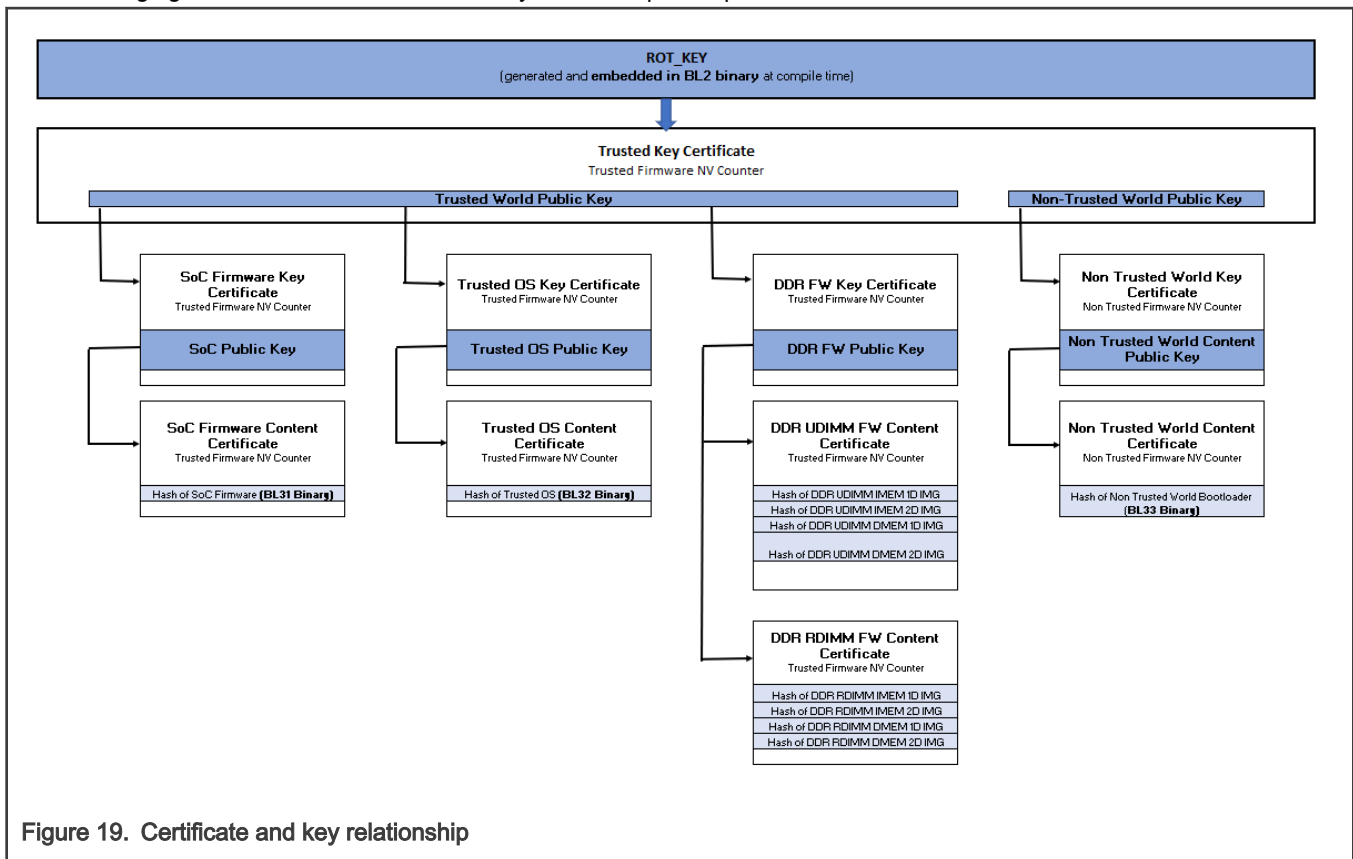 ROT_KEY
(generated and embedded in BL2 binary at compile time)
Trusted Key Certificate
Trusted Firmware NV Counter
Trusted World Public Key
Non-Trusted World Public Key
SoC Firmware Key
Certificate
Trusted Firmware NV Counter
SoC Public Key
SoC Firmware Content
Certificate
Trusted Firmware NV Counter
Hash of SoC Firmware (BL31 Binary)
Trusted OS Key Certificate
Trusted Firmware NV Counter
Trusted OS Public Key
Trusted OS Content
Certificate
Trusted Firmware NV Counter
Hash of Trusted OS (BL32 Binary)
DDR FW Key Certificate
Trusted Firmware NV Counter
DDR FW Public Key
DDR UDIMM FW Content
Certificate
Trusted Firmware NV Counter
Hash of DDR UDIMM IMEM 1D IMG
Hash of DDR UDIMM IMEM 2D IMG
Hash of DDR UDIMM DMEM 1D IMG
Hash of DDR UDIMM DMEM 2D IMG
DDR RDIMM FW Content
Certificate
Trusted Firmware NV Counter
Hash of DDR RDIMM IMEM 1D IMG
Hash of DDR RDIMM IMEM 2D IMG
Hash of DDR RDIMM DMEM 1D IMG
Hash of DDR RDIMM DMEM 2D IMG
Non Trusted World Key
Certificate
Non Trusted Firmware NV Counter
Non Trusted World Content
Public Key
Non Trusted World Content
Certificate
Non Trusted Firmware NV Counter
Hash of Non Trusted World Bootloader
(BL33 Binary)
Figure 19. Certificate and key relationship